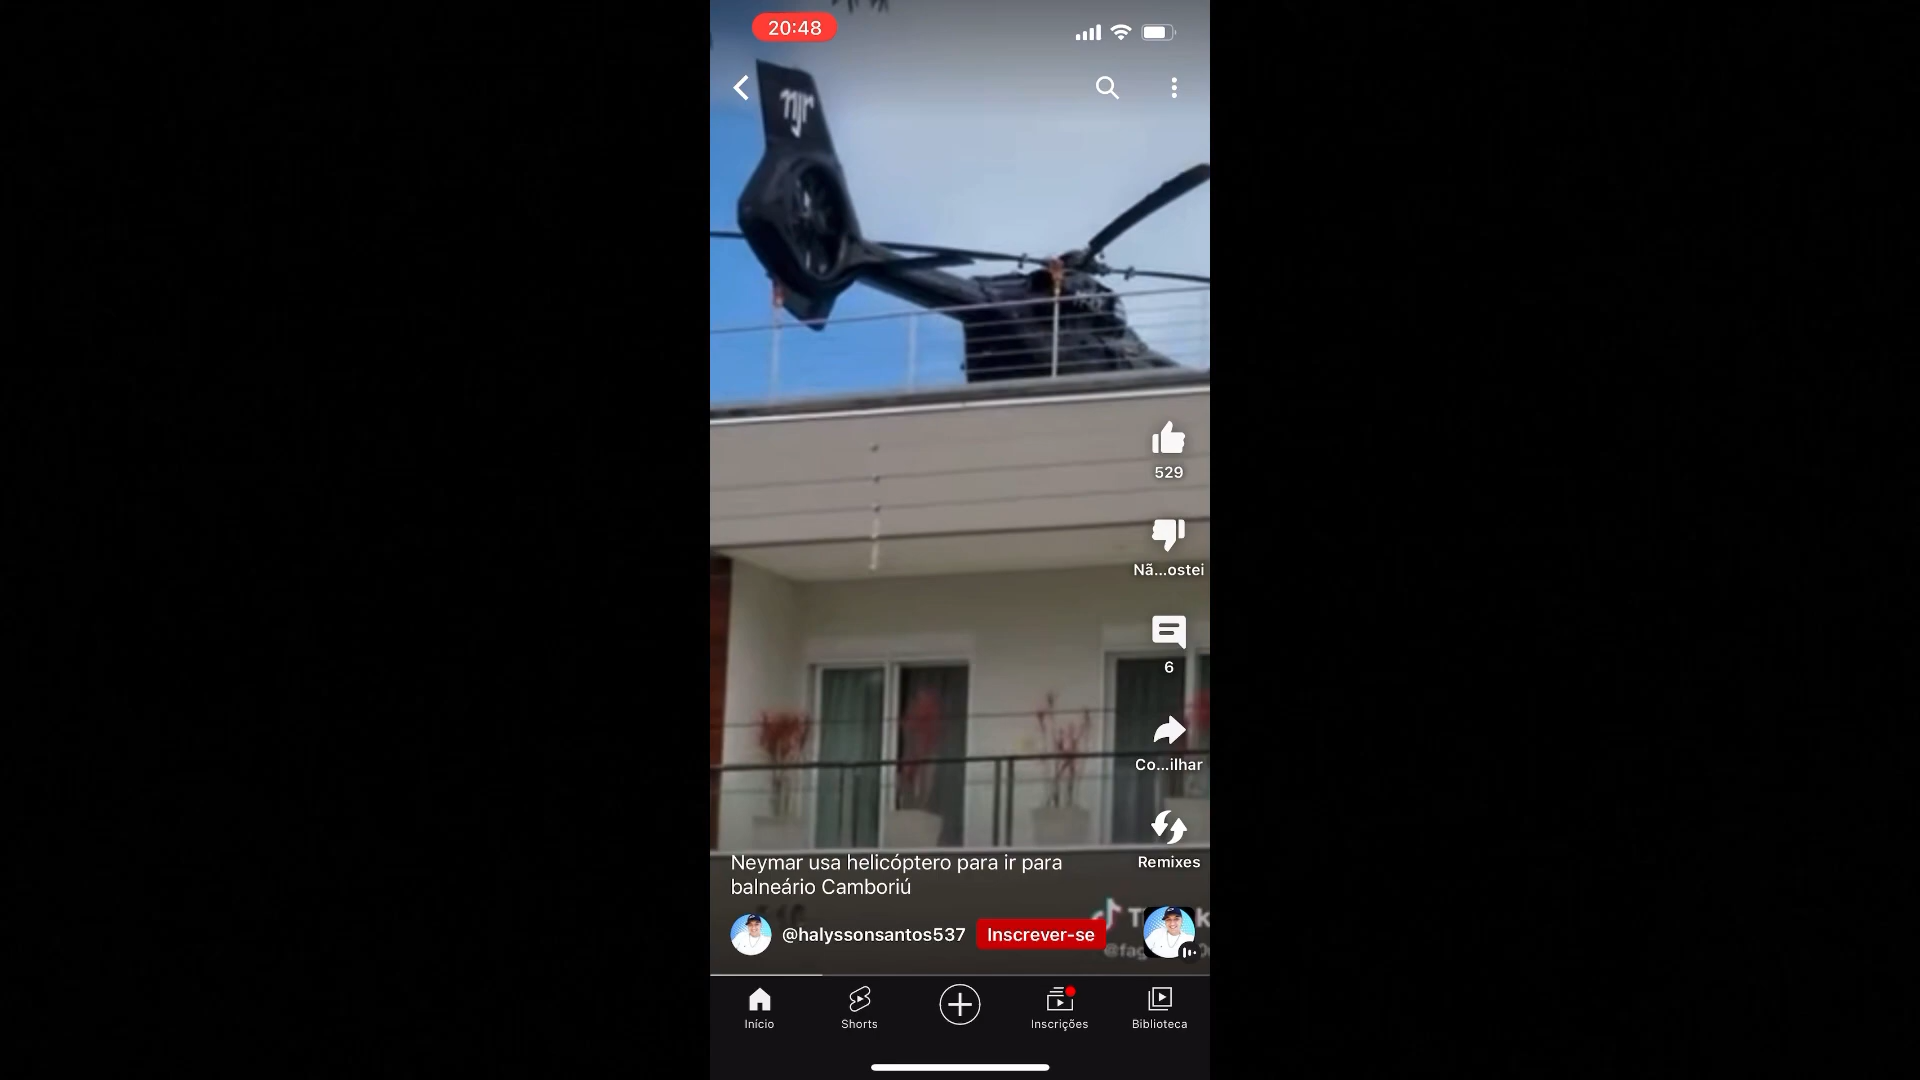 20:48
njr
529
Nã...ostei
6
Co...ilhar
Remixes
Neymar usa helicóptero para ir para
balneário Camboriú
@halyssonsantos537
Inscrever-se
Início
Shorts
Inscrições
Biblioteca